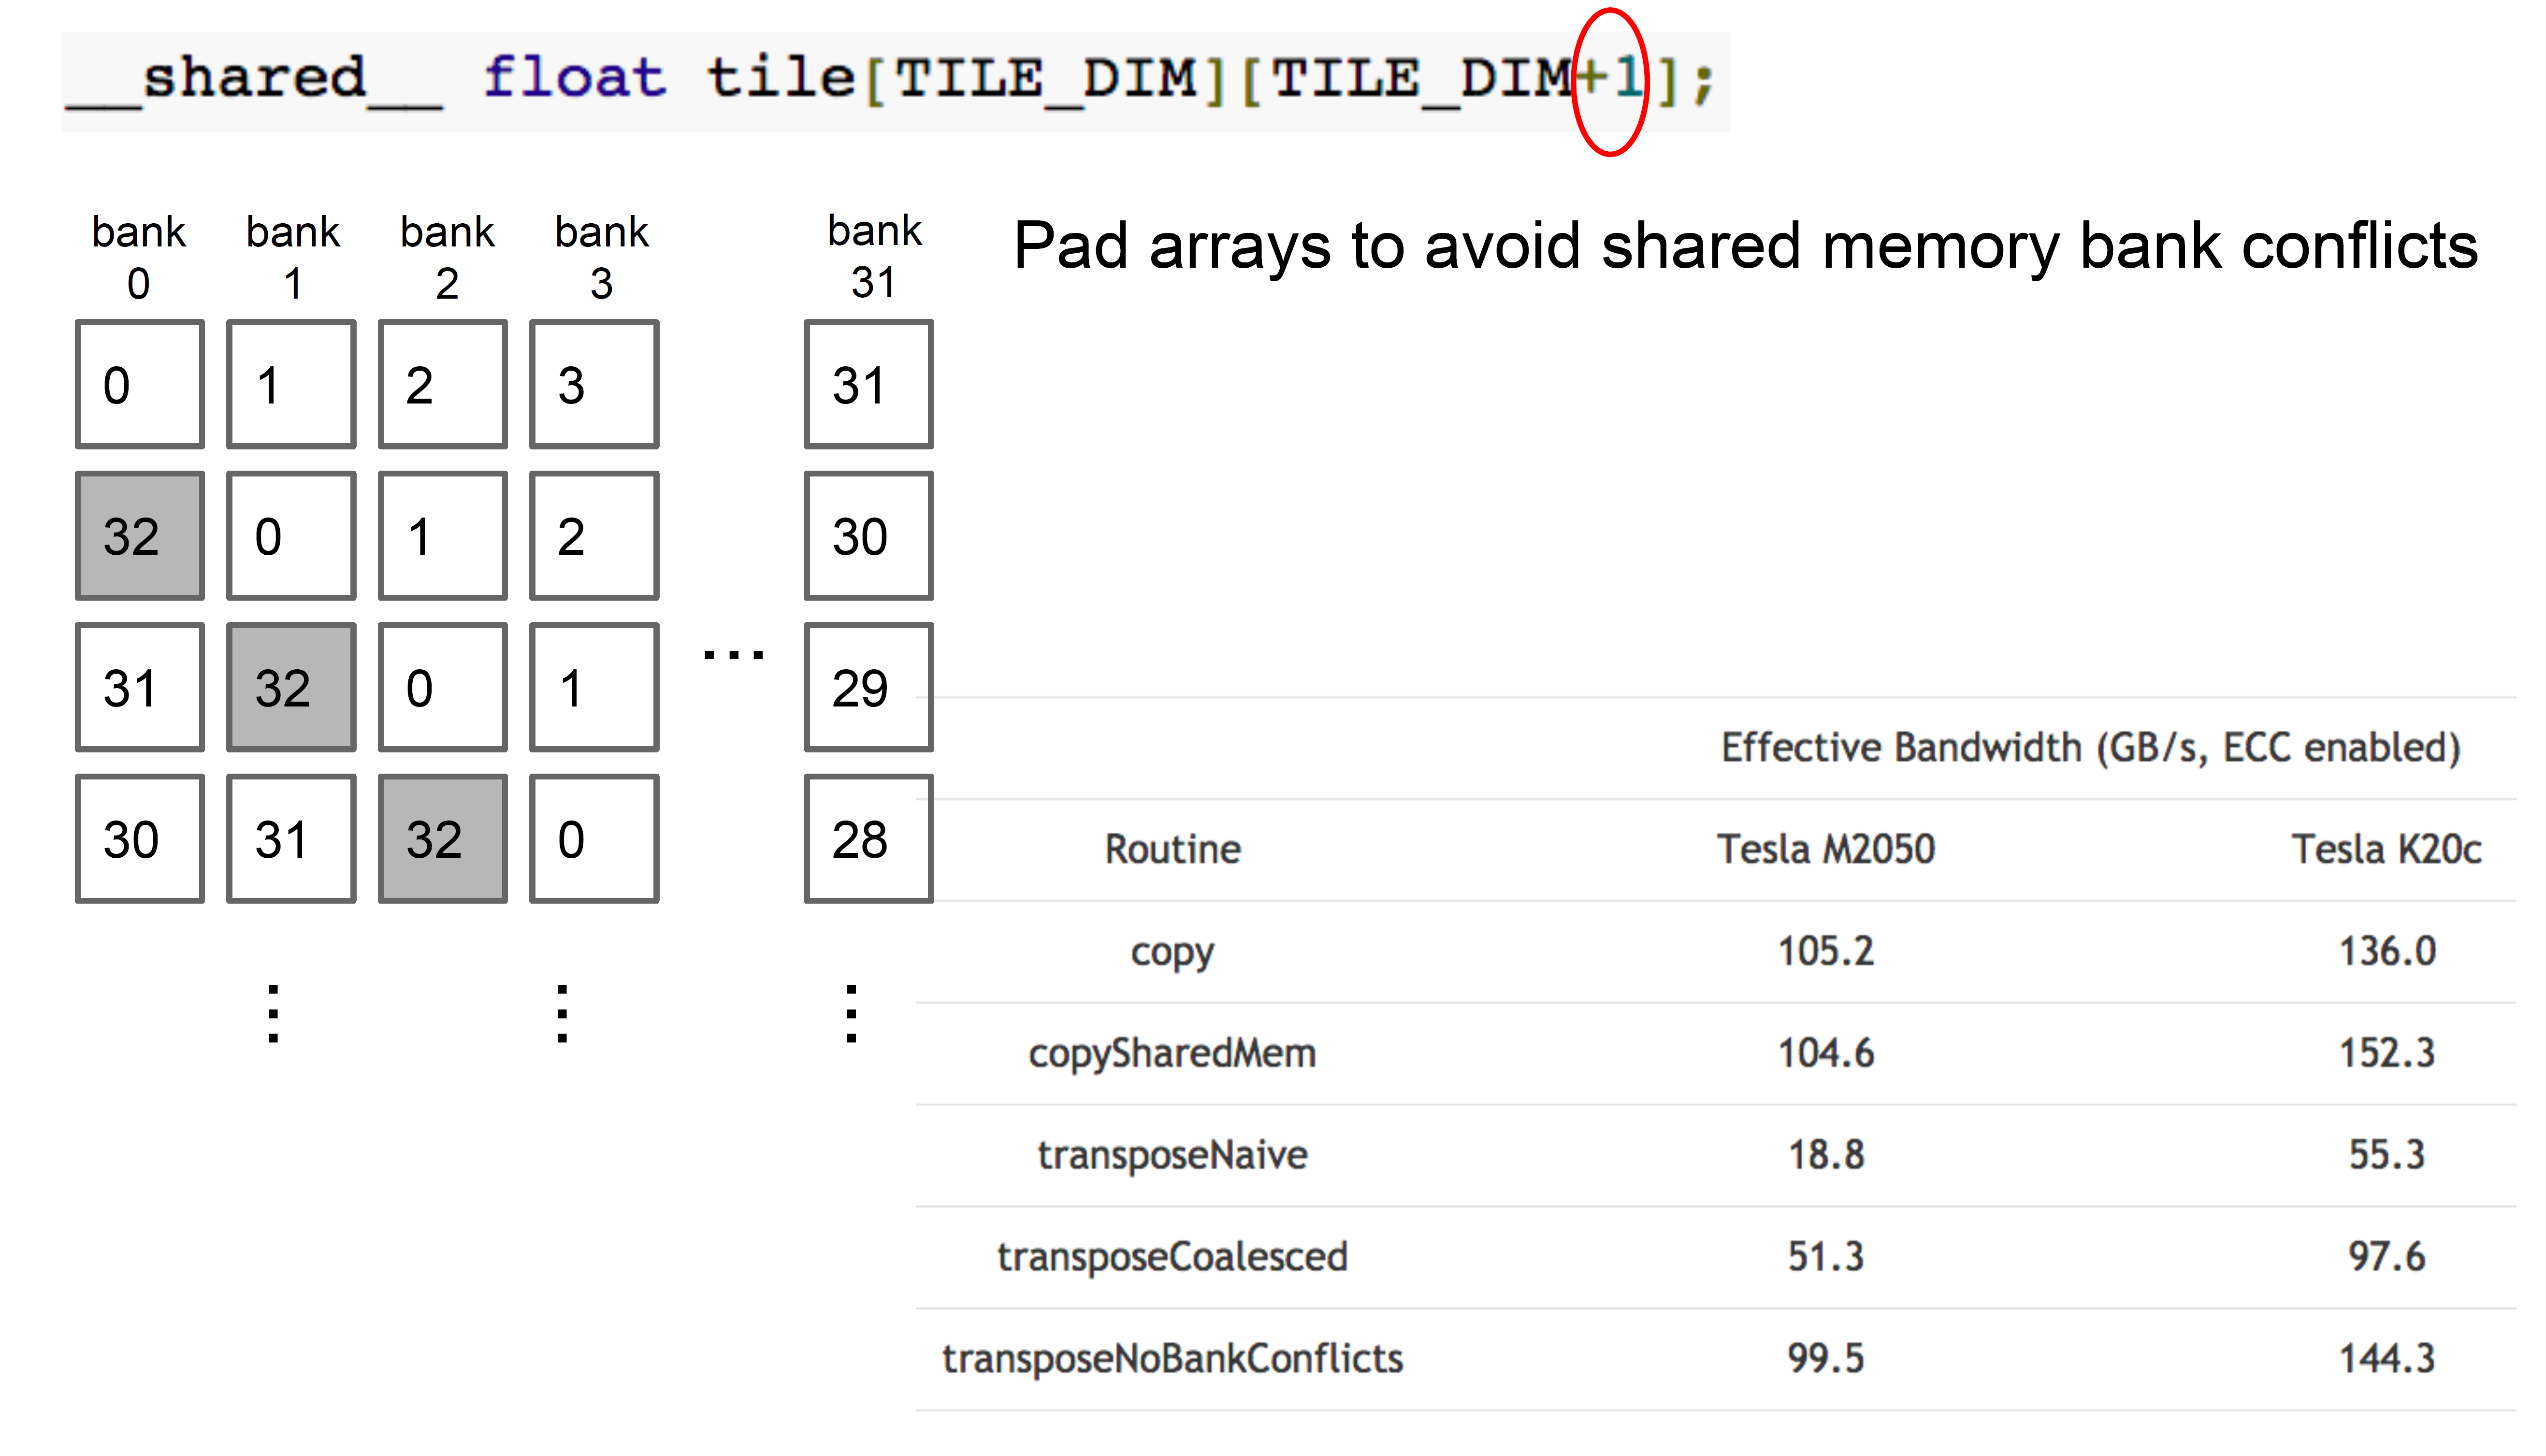 __shared__ float tile[TILE_DIM][TILE_DIM+1];
Pad arrays to avoid shared memory bank conflicts
bank 0 bank 1 bank 2 bank 3 bank 31
0 1 2 3 31
32 0 1 2 30
31 32 0 1 ... 29
30 31 32 0 28
Effective Bandwidth (GB/s, ECC enabled)
Routine Tesla M2050 Tesla K20c
copy 105.2 136.0
copySharedMem 104.6 152.3
transposeNaive 18.8 55.3
transposeCoalesced 51.3 97.6
transposeNoBankConflicts 99.5 144.3